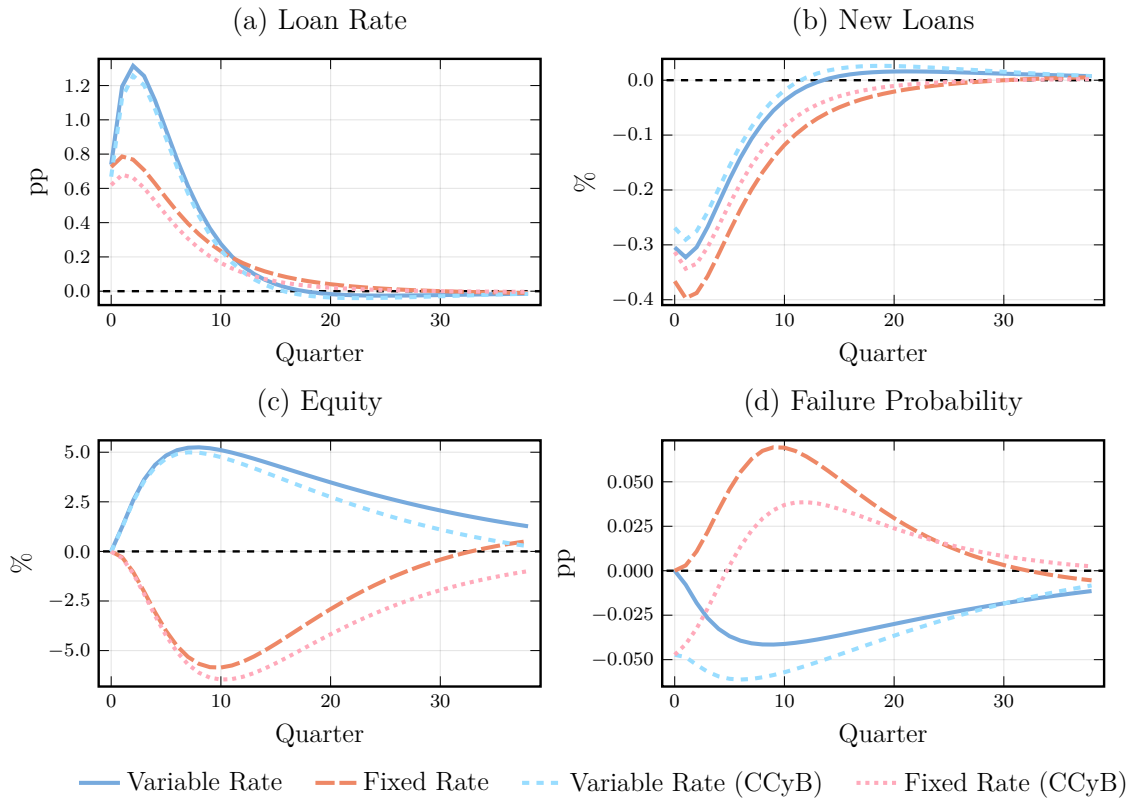 (a) Loan Rate
(b) New Loans
1.2
1.0
0.8
0.6
0.4
0.2
0.0
pp
0 10 20 30
Quarter
0.0
−0.1
−0.2
−0.3
−0.4
%
0 10 20 30
Quarter
(c) Equity
(d) Failure Probability
5.0
2.5
0.0
−2.5
−5.0
%
0 10 20 30
Quarter
0.050
0.025
0.000
−0.025
−0.050
pp
0 10 20 30
Quarter
Variable Rate Fixed Rate Variable Rate (CCyB) Fixed Rate (CCyB)